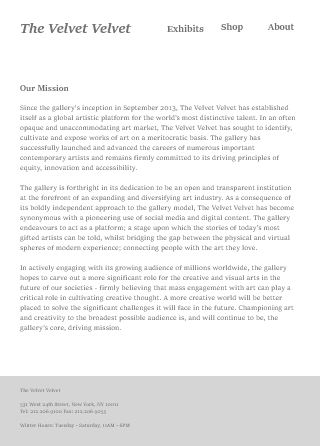 The Velvet Velvet
Exhibits Shop About
Our Mission
Since the gallery's inception in September 2013, The Velvet Velvet has established
itself as a global artistic platform for the world's most distinctive talent. In an often
opaque and unaccommodating art market, The Velvet Velvet has sought to identify,
cultivate and expose works of art on a meritocratic basis. The gallery has
successfully launched and advanced the careers of numerous important
contemporary artists and remains firmly committed to its driving principles of
equity, innovation and accessibility.
The gallery is forthright in its dedication to be an open and transparent institution
at the forefront of an expanding and diversifying art industry. As a consequence of
its boldly independent approach to the gallery model, The Velvet Velvet has become
synonymous with a pioneering use of social media and digital content. The gallery
endeavours to act as a platform; a stage upon which the stories of today's most
gifted artists can be told, whilst bridging the gap between the physical and virtual
spheres of modern experience; connecting people with the art they love.
In actively engaging with its growing audience of millions worldwide, the gallery
hopes to carve out a more significant role for the creative and visual arts in the
future of our societies - firmly believing that mass engagement with art can play a
critical role in cultivating creative thought. A more creative world will be better
placed to solve the significant challenges it will face in the future. Championing art
and creativity to the broadest possible audience is, and will continue to be, the
gallery's core, driving mission.
The Velvet Velvet
531 West 24th Street, New York, NY 10011
Winter Hours: Tuesday - Saturday, 11AM - 6PM